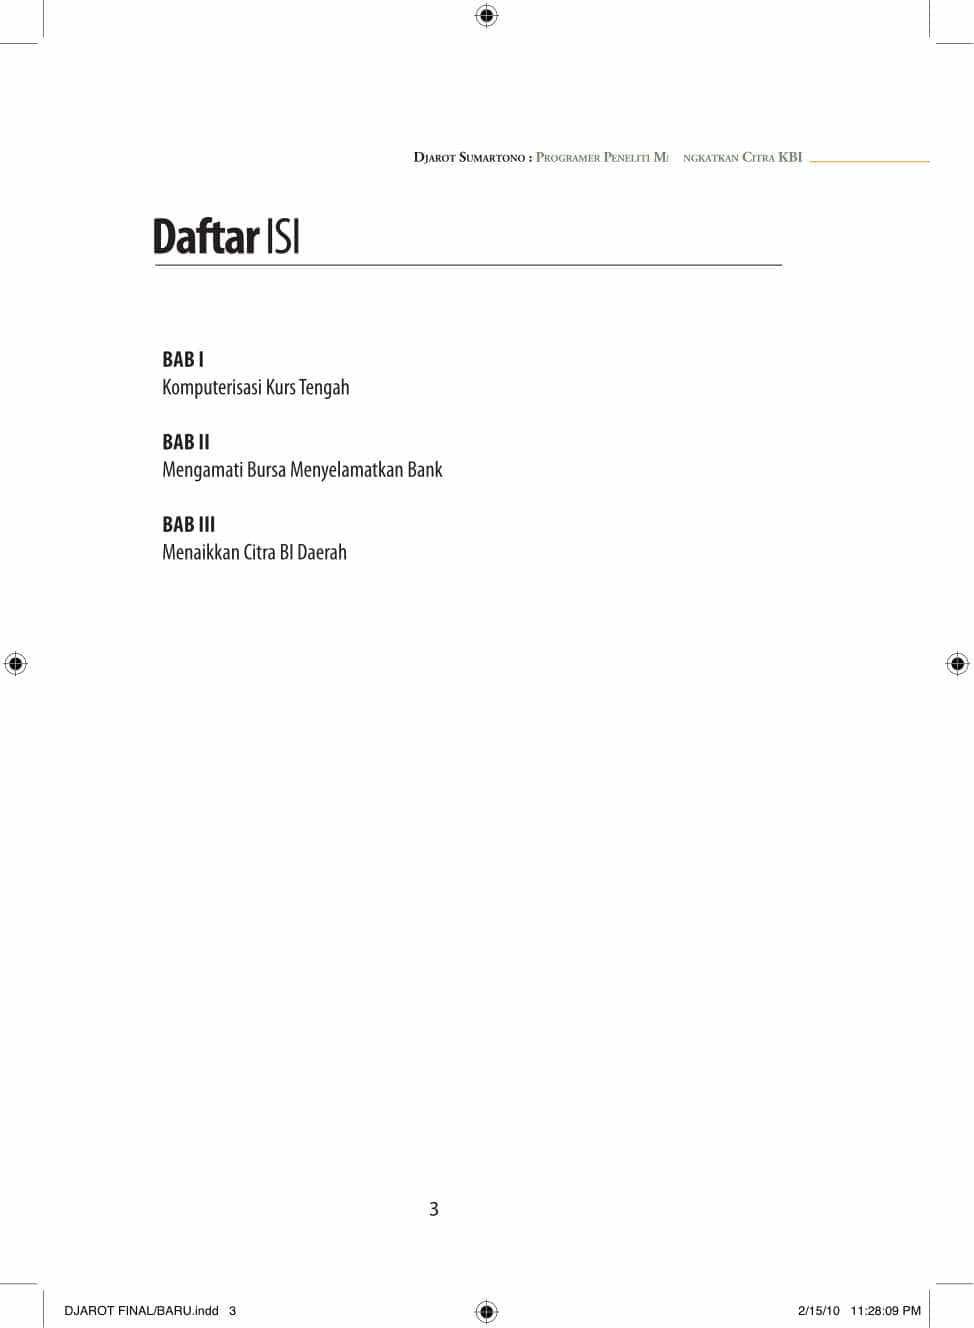 Djarot Sumartono : Programer Peneliti M ngkatkan Citra KBI
Daftar ISI
BAB I
Komputerisasi Kurs Tengah
BAB II
Mengamati Bursa Menyelamatkan Bank
BAB III
Menaikkan Citra BI Daerah
3
DJAROT FINAL/BARU.indd 3
2/15/10 11:28:09 PM